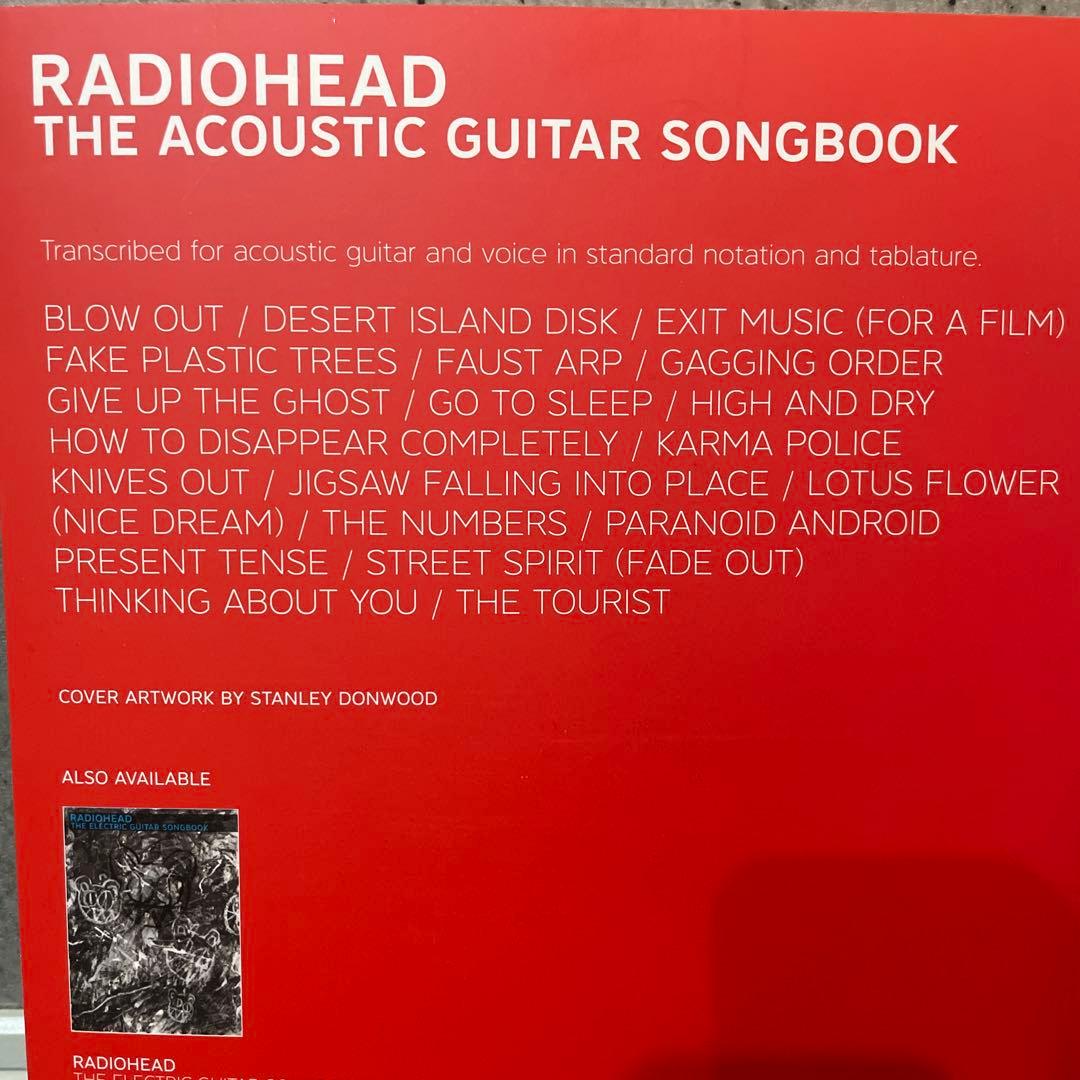 RADIOHEAD
THE ACOUSTIC GUITAR SONGBOOK
Transcribed for acoustic guitar and voice in standard notation and tablature.
BLOW OUT / DESERT ISLAND DISK / EXIT MUSIC (FOR A FILM)
FAKE PLASTIC TREES / FAUST ARP / GAGGING ORDER
GIVE UP THE GHOST / GO TO SLEEP / HIGH AND DRY
HOW TO DISAPPEAR COMPLETELY / KARMA POLICE
KNIVES OUT / JIGSAW FALLING INTO PLACE / LOTUS FLOWER
(NICE DREAM) / THE NUMBERS / PARANOID ANDROID
PRESENT TENSE / STREET SPIRIT (FADE OUT)
THINKING ABOUT YOU / THE TOURIST
COVER ARTWORK BY STANLEY DONWOOD
ALSO AVAILABLE
RADIOHEAD
THE ELECTRIC GUITAR SONGBOOK
RADIOHEAD
THE ELECTRIC GUITAR